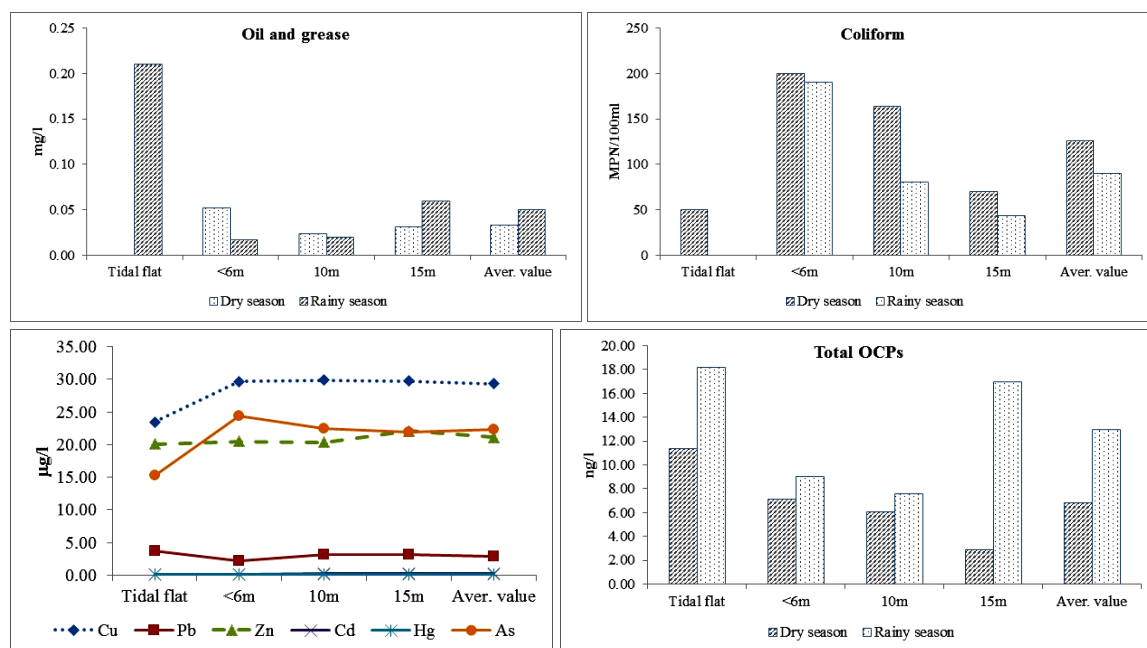 Oil and grease
0.25
0.20
0.15
0.10
0.05
0.00
mg/l
Tidal flat <6m 10m 15m Aver. value
Dry season Rainy season
Coliform
250
200
150
100
50
0
MPN/100ml
Tidal flat <6m 10m 15m Aver. value
Dry season Rainy season
35.00
30.00
25.00
20.00
15.00
10.00
5.00
0.00
µg/l
Tidal flat <6m 10m 15m Aver. value
Cu Pb Zn Cd Hg As
Total OCPs
20.00
18.00
16.00
14.00
12.00
10.00
8.00
6.00
4.00
2.00
0.00
ng/l
Tidal flat <6m 10m 15m Aver. value
Dry season Rainy season